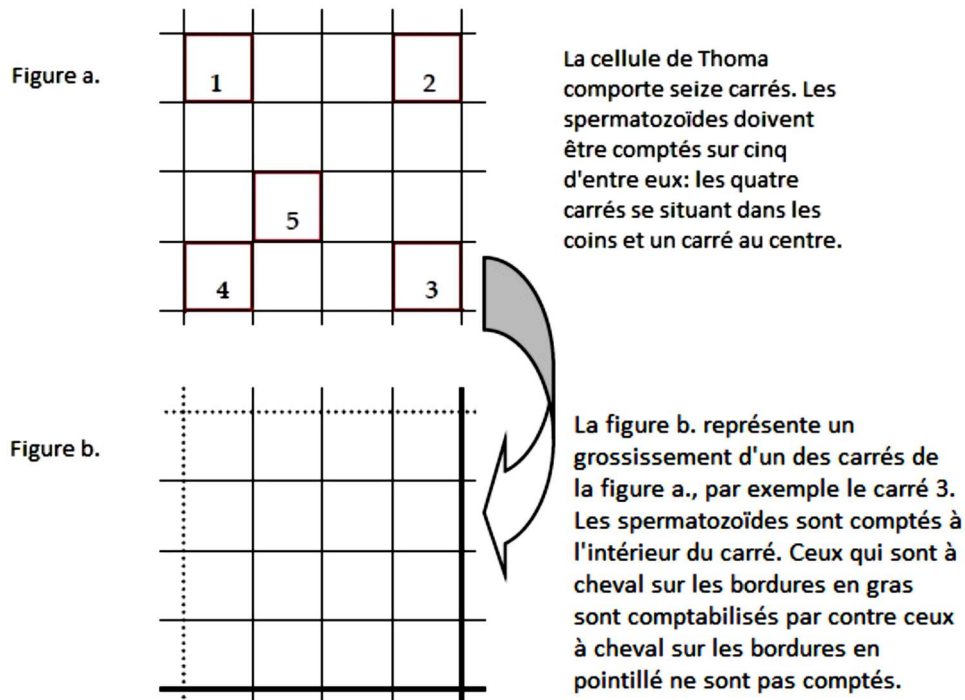 Figure a.
1
2
5
4
3
La cellule de Thoma
comporte seize carrés. Les
spermatozoïdes doivent
être comptés sur cinq
d'entre eux: les quatre
carrés se situant dans les
coins et un carré au centre.
Figure b.
La figure b. représente un
grossissement d'un des carrés de
la figure a., par exemple le carré 3.
Les spermatozoïdes sont comptés à
l'intérieur du carré. Ceux qui sont à
cheval sur les bordures en gras
sont comptabilisés par contre ceux
à cheval sur les bordures en
pointillé ne sont pas comptés.